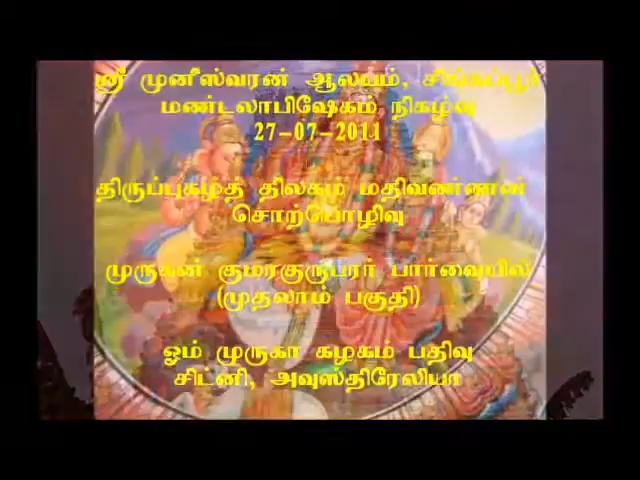 ஸ்ரீ முனீஸ்வரன் ஆலயம், சிங்கப்பூர்
மண்டலாபிஷேகம் நிகழ்வு
27-07-2011
திருப்புகழ்த் திலகம் மதிவண்ணன்
சொற்பொழிவு
முருகன் குமரகுருபரர் பார்வையில்
(முதலாம் பகுதி)
ஓம் முருகா கழகம் பதிவு
சிட்னி, அவுஸ்திரேலியா